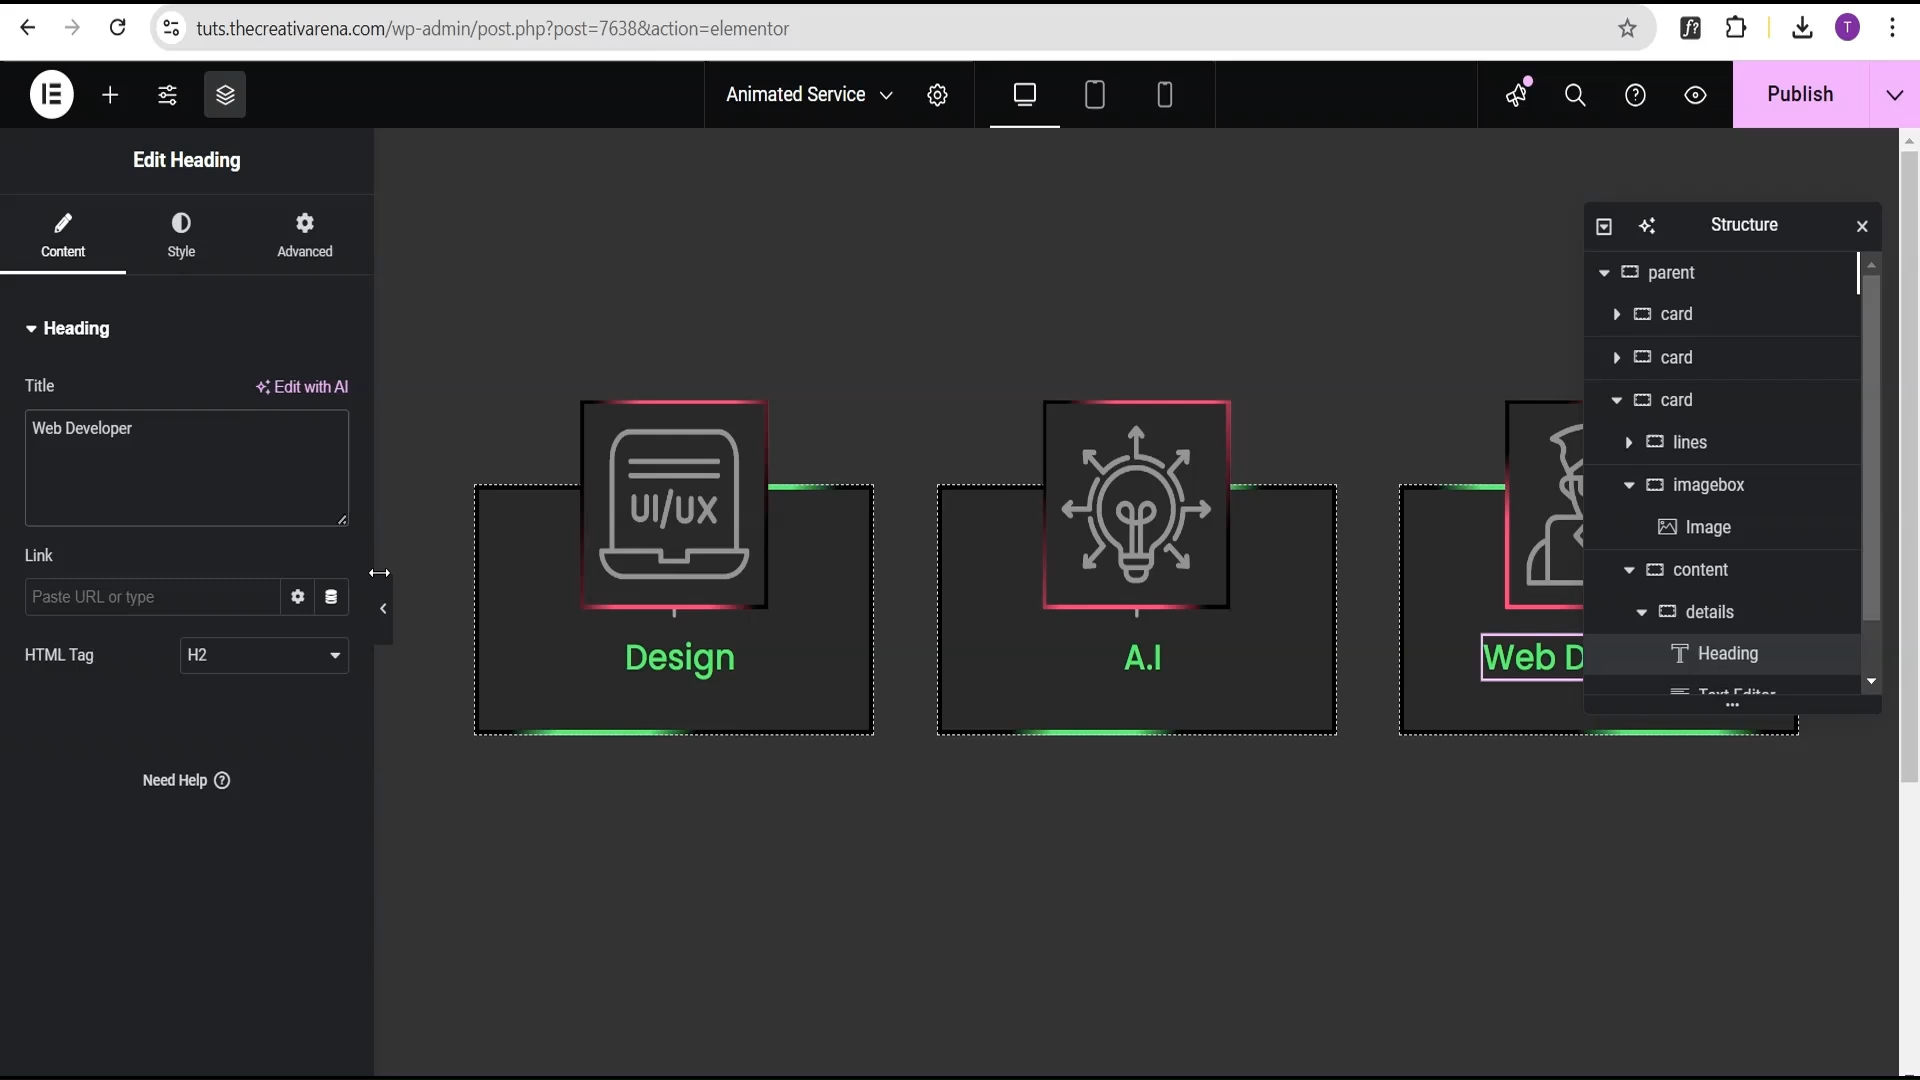 tuts.thecreativarena.com/wp-admin/post.php?post=7638&action=elementor
T
Animated Service
Publish
Edit Heading
Content
Style
Advanced
Heading
Title
Edit with AI
Web Developer
Link
Paste URL or type
HTML Tag
H2
Need Help
UI/UX
Design
A.I
Web D
Structure
parent
card
card
card
lines
imagebox
Image
content
details
Heading
Text Editor